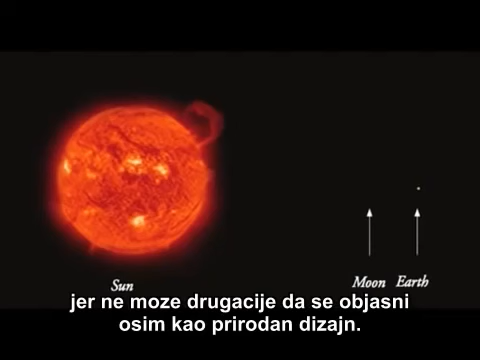 Sun
Moon Earth
jer ne moze drugacije da se objasni
osim kao prirodan dizajn.